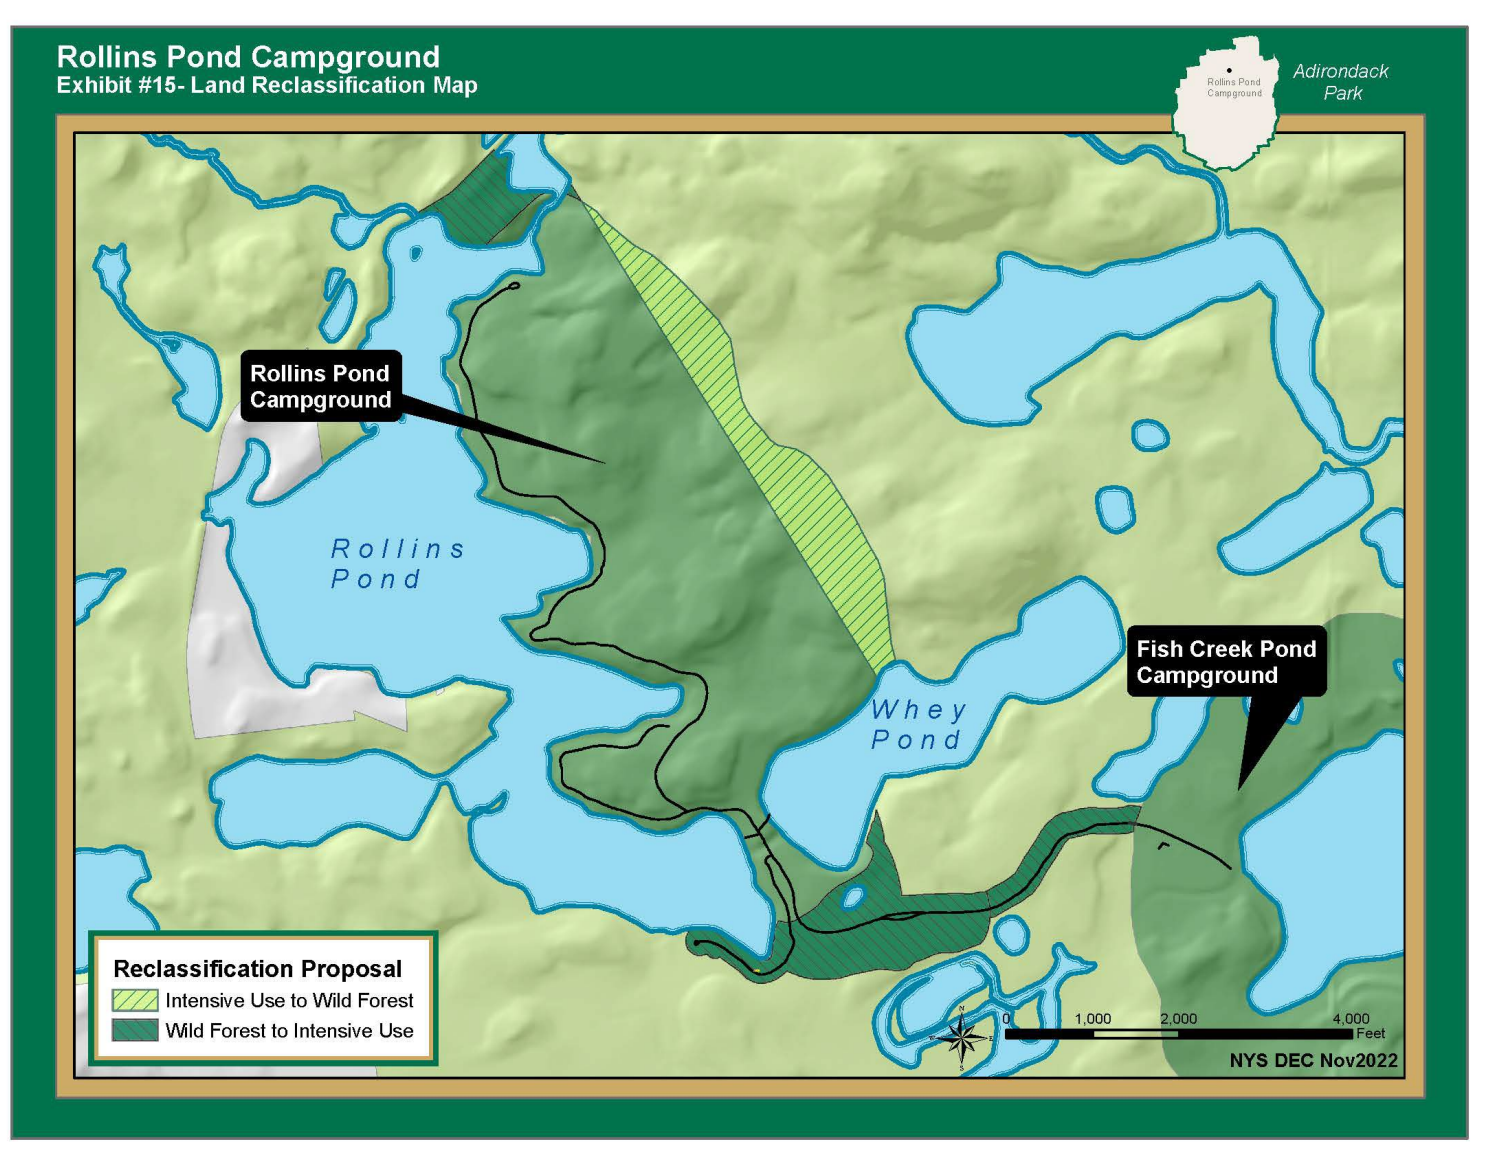 Rollins Pond Campground
Exhibit #15- Land Reclassification Map
Rollins Pond
Campground
Adirondack
Park
Rollins Pond
Campground
Rollins
Pond
Fish Creek Pond
Campground
Whey
Pond
Reclassification Proposal
Intensive Use to Wild Forest
Wild Forest to Intensive Use
N
W E
S
0 1,000 2,000 4,000
Feet
NYS DEC Nov2022